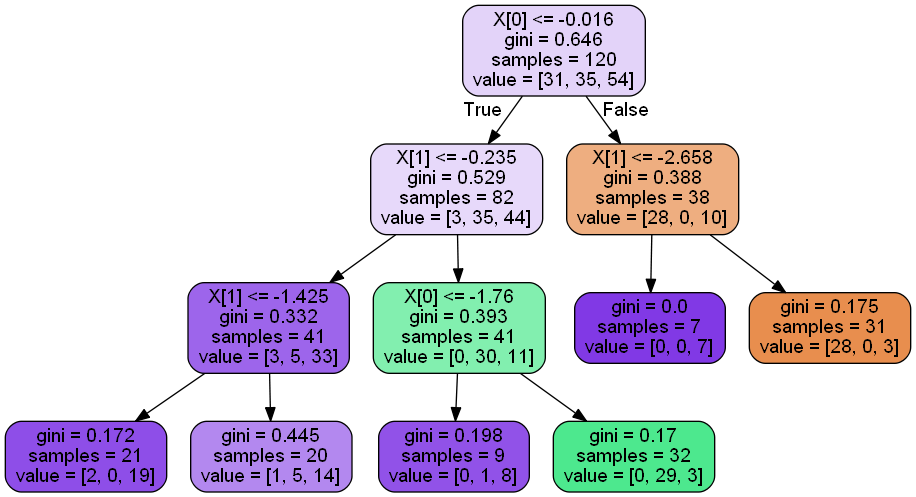 X[0] <= -0.016
gini = 0.646
samples = 120
value = [31, 35, 54]
True
False
X[1] <= -0.235
gini = 0.529
samples = 82
value = [3, 35, 44]
X[1] <= -2.658
gini = 0.388
samples = 38
value = [28, 0, 10]
X[1] <= -1.425
gini = 0.332
samples = 41
value = [3, 5, 33]
X[0] <= -1.76
gini = 0.393
samples = 41
value = [0, 30, 11]
gini = 0.0
samples = 7
value = [0, 0, 7]
gini = 0.175
samples = 31
value = [28, 0, 3]
gini = 0.172
samples = 21
value = [2, 0, 19]
gini = 0.445
samples = 20
value = [1, 5, 14]
gini = 0.198
samples = 9
value = [0, 1, 8]
gini = 0.17
samples = 32
value = [0, 29, 3]